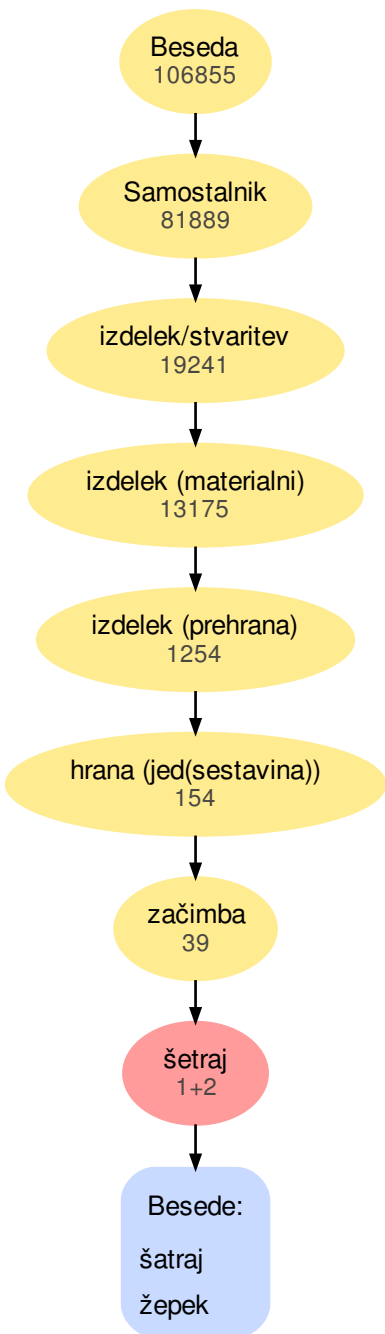 Beseda
106855
Samostalnik
81889
izdelek/stvaritev
19241
izdelek (materialni)
13175
izdelek (prehrana)
1254
hrana (jed(sestavina))
154
začimba
39
šetraj
1+2
Besede:
šatraj
žepek